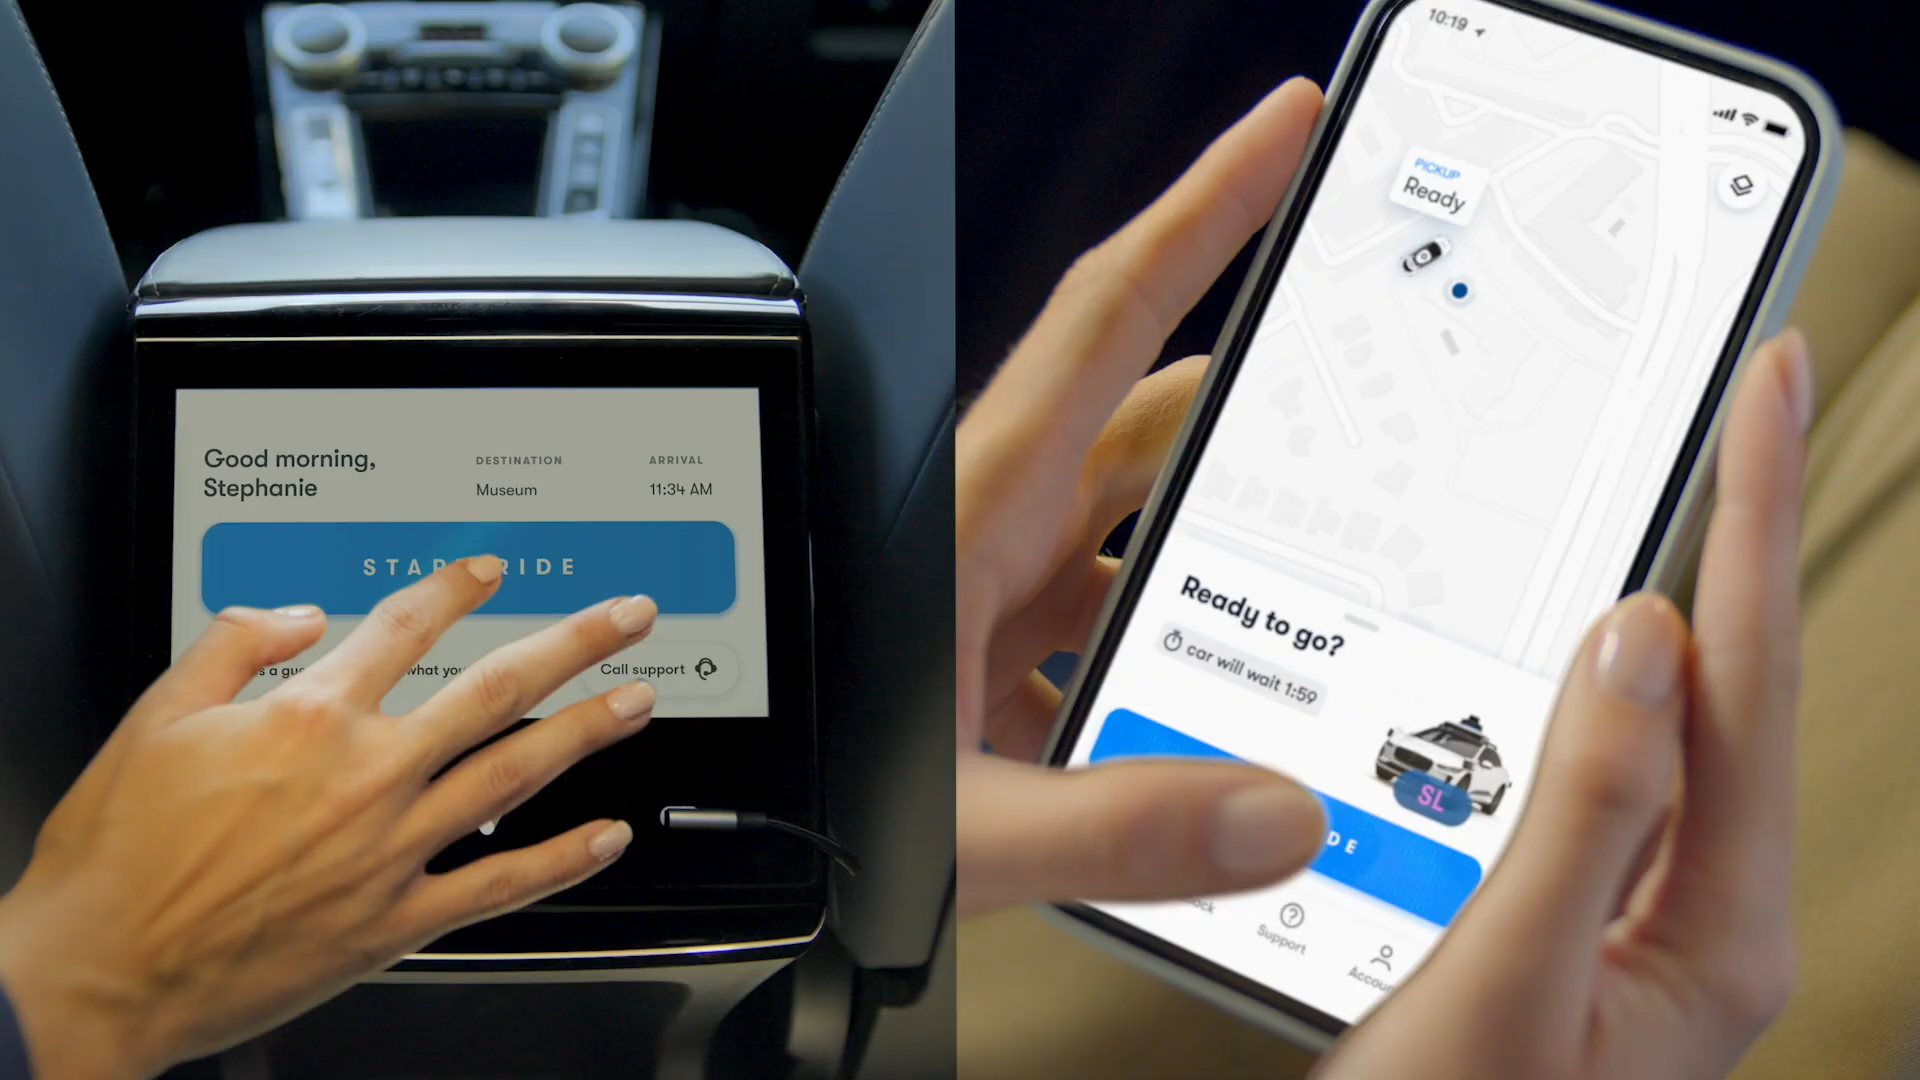 Good morning,
Stephanie
DESTINATION
Museum
ARRIVAL
11:34 AM
Call support
10:19
PICKUP
Ready
Ready to go?
car will wait 1:59
SL
Support